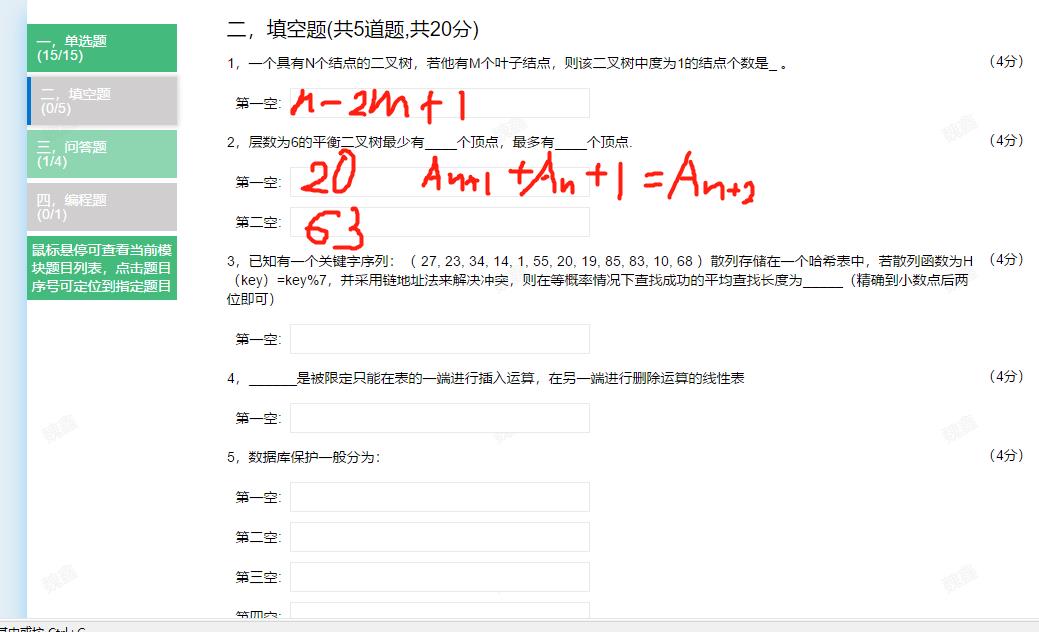 一，单选题
(15/15)
二，填空题
(0/5)
三，问答题
(1/4)
四，编程题
(0/1)
鼠标悬停可查看当前模
块题目列表，点击题目
序号可定位到指定题目
二，填空题(共5道题,共20分)
1，一个具有N个结点的二叉树，若他有M个叶子结点，则该二叉树中度为1的结点个数是_ 。 （4分）
第一空: n-2m+1
2，层数为6的平衡二叉树最少有____个顶点，最多有____个顶点. （4分）
第一空: 20 An+1 +An+1 =An+2
第二空: 63
3，已知有一个关键字序列：（ 27, 23, 34, 14, 1, 55, 20, 19, 85, 83, 10, 68 ）散列存储在一个哈希表中，若散列函数为H （4分）
（key）=key%7，并采用链地址法来解决冲突，则在等概率情况下查找成功的平均查找长度为_____（精确到小数点后两
位即可）
第一空:
4，______是被限定只能在表的一端进行插入运算，在另一端进行删除运算的线性表 （4分）
第一空:
5，数据库保护一般分为： （4分）
第一空:
第二空:
第三空:
第四空:
魏鑫
魏鑫
魏鑫
魏鑫
魏鑫